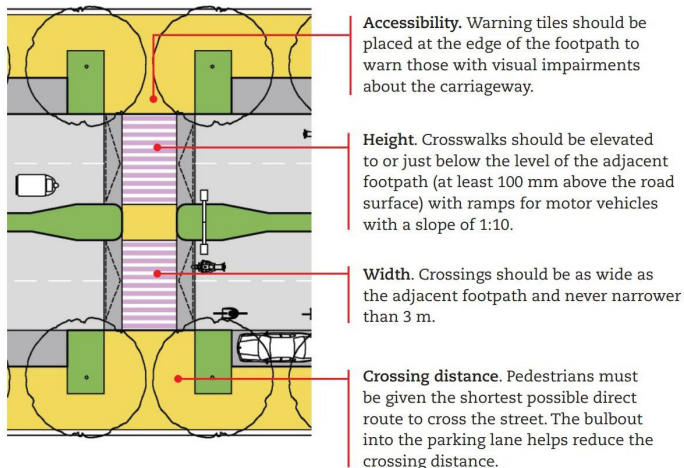 Accessibility. Warning tiles should be
placed at the edge of the footpath to
warn those with visual impairments
about the carriageway.
Height. Crosswalks should be elevated
to or just below the level of the adjacent
footpath (at least 100 mm above the road
surface) with ramps for motor vehicles
with a slope of 1:10.
Width. Crossings should be as wide as
the adjacent footpath and never narrower
than 3 m.
Crossing distance. Pedestrians must
be given the shortest possible direct
route to cross the street. The bulbout
into the parking lane helps reduce the
crossing distance.